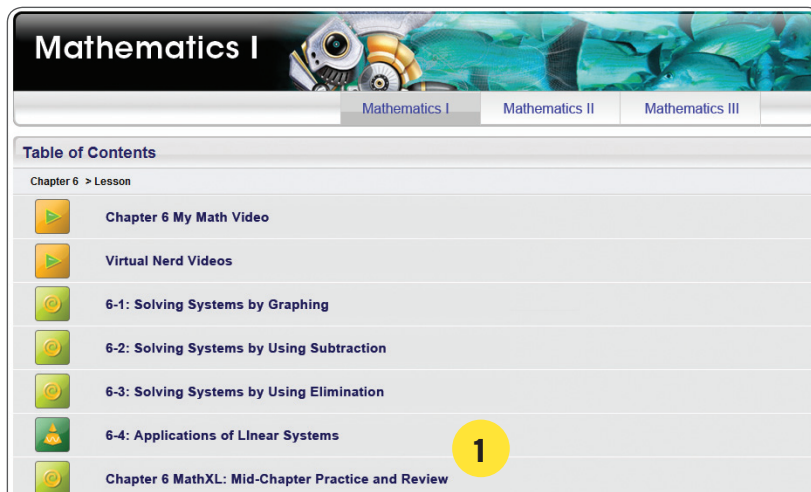 Mathematics I
Mathematics I Mathematics II Mathematics III
Table of Contents
Chapter 6 > Lesson
Chapter 6 My Math Video
Virtual Nerd Videos
6-1: Solving Systems by Graphing
6-2: Solving Systems by Using Subtraction
6-3: Solving Systems by Using Elimination
6-4: Applications of LInear Systems
1
Chapter 6 MathXL: Mid-Chapter Practice and Review